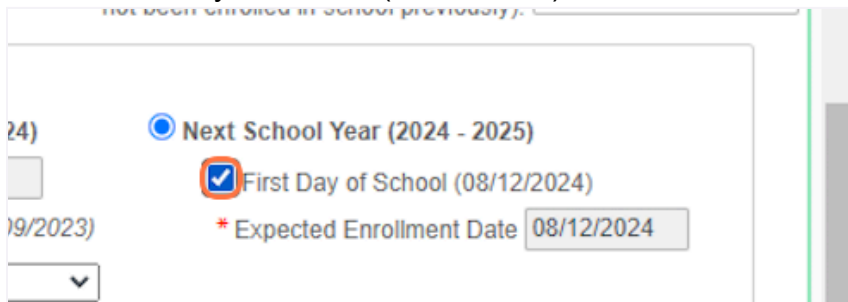 not been enrolled in school previously):
24) Next School Year (2024 - 2025)
First Day of School (08/12/2024)
09/2023) * Expected Enrollment Date 08/12/2024